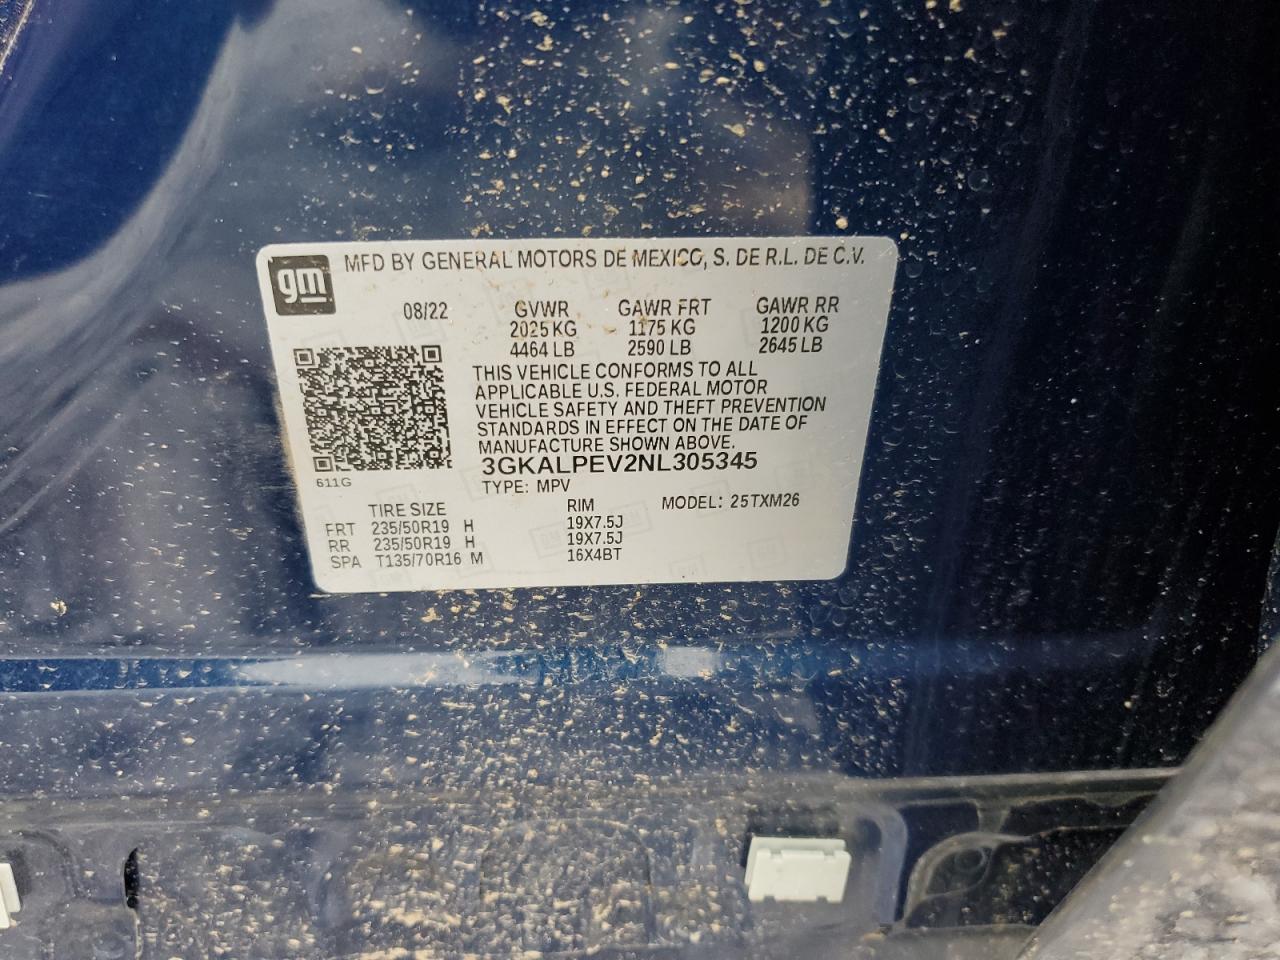 gm MFD BY GENERAL MOTORS DE MEXICO, S. DE R.L. DE C.V.
08/22 GVWR GAWR FRT GAWR RR
2025 KG 1175 KG 1200 KG
4464 LB 2590 LB 2645 LB
THIS VEHICLE CONFORMS TO ALL
APPLICABLE U.S. FEDERAL MOTOR
VEHICLE SAFETY AND THEFT PREVENTION
STANDARDS IN EFFECT ON THE DATE OF
MANUFACTURE SHOWN ABOVE.
3GKALPEV2NL305345
611G TYPE: MPV
TIRE SIZE RIM MODEL: 25TXM26
FRT 235/50R19 H 19X7.5J
RR 235/50R19 H 19X7.5J
SPA T135/70R16 M 16X4BT